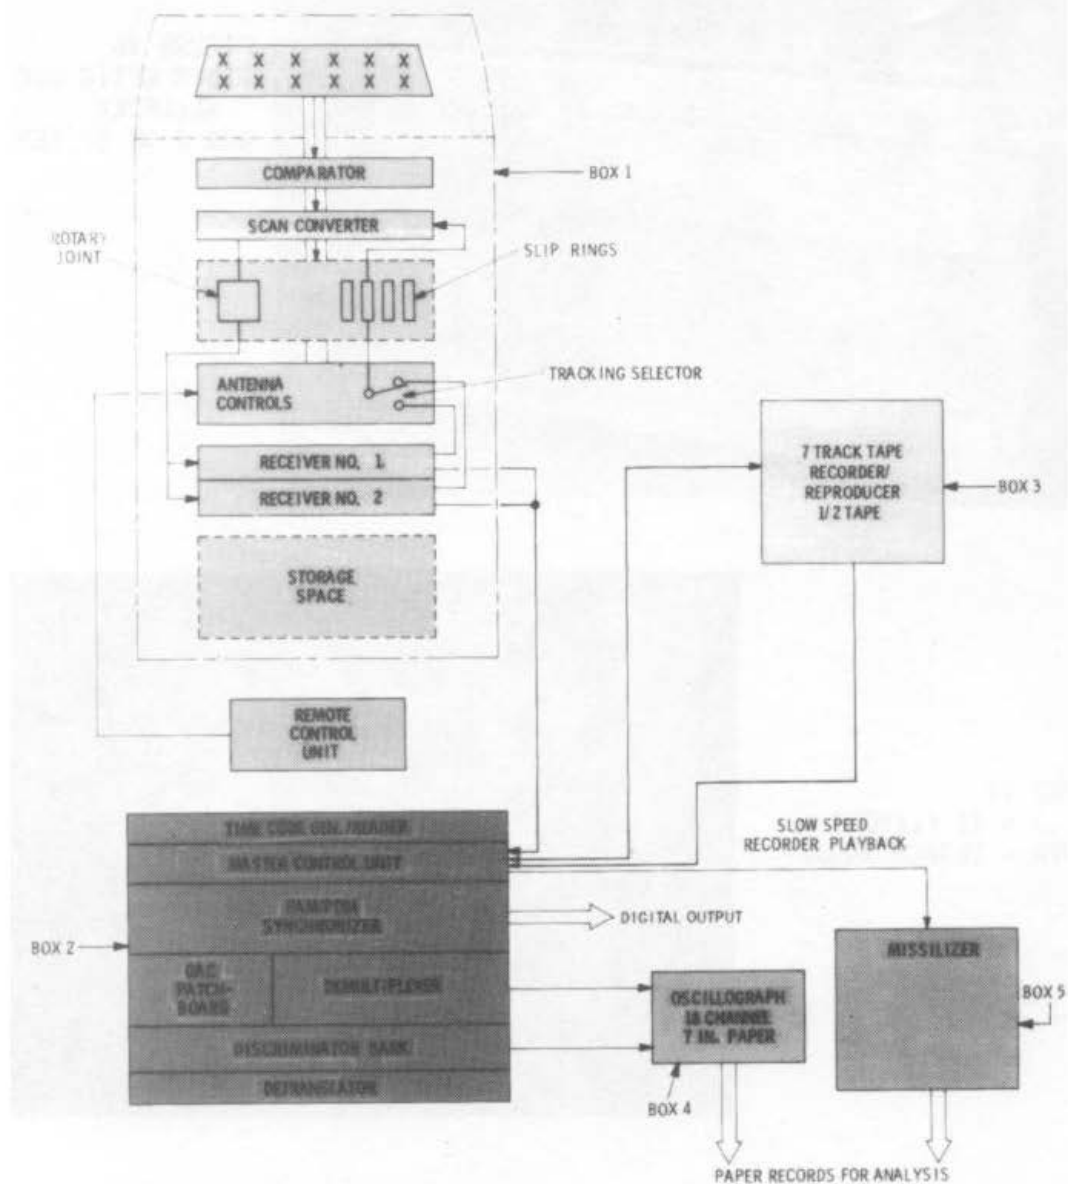 X X X X X X
X X X X X X
COMPARATOR
BOX 1
SCAN CONVERTER
ROTARY
JOINT
SLIP RINGS
ANTENNA
CONTROLS
TRACKING SELECTOR
RECEIVER NO. 1
RECEIVER NO. 2
7 TRACK TAPE
RECORDER/
REPRODUCER
1/2 TAPE
BOX 3
STORAGE
SPACE
REMOTE
CONTROL
UNIT
TIME CODE GEN./READER
MASTER CONTROL UNIT
SLOW SPEED
RECORDER PLAYBACK
PAM/PDM
SYNCHRONIZER
DIGITAL OUTPUT
BOX 2
PATCH-
BOARD
DEMULTIPLEXER
DISCRIMINATOR BANK
DETRANSLATOR
OSCILLOGRAPH
18 CHANNEL
7 IN. PAPER
BOX 4
MISSILIZER
BOX 5
PAPER RECORDS FOR ANALYSIS